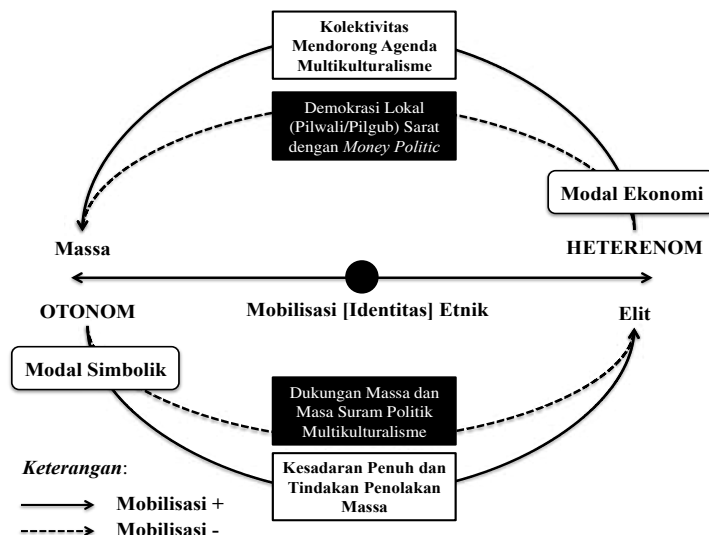 Kolektivitas
Mendorong Agenda
Multikulturalisme
Demokrasi Lokal
(Pilwali/Pilgub) Sarat
dengan Money Politic
Modal Ekonomi
Massa
HETERENOM
OTONOM
Mobilisasi [Identitas] Etnik
Elit
Modal Simbolik
Dukungan Massa dan
Masa Suram Politik
Multikulturalisme
Kesadaran Penuh dan
Tindakan Penolakan
Massa
Keterangan:
Mobilisasi +
Mobilisasi -